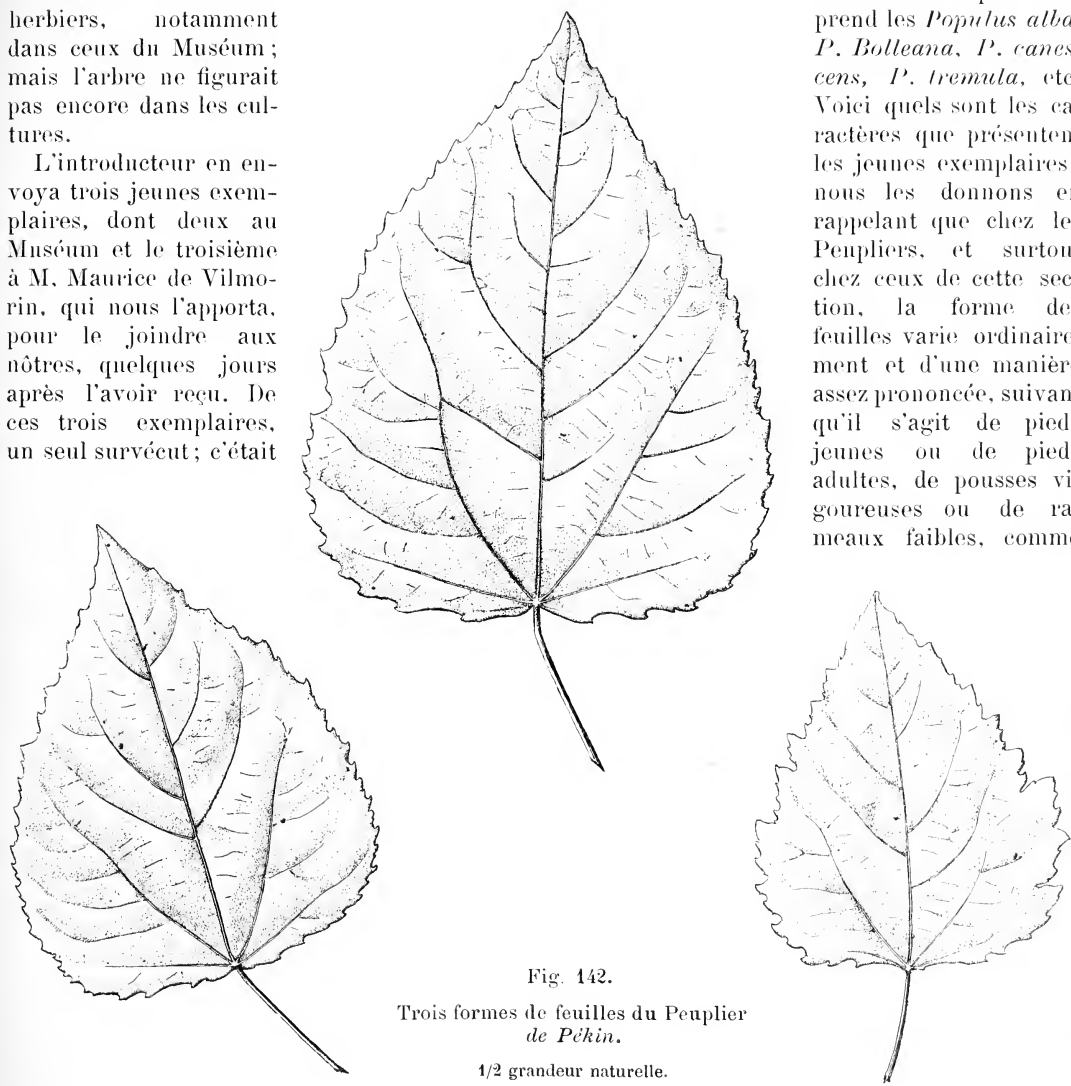 herbiers, notamment
dans ceux du Muséum ;
mais l'arbre ne figurait
pas encore dans les cul-
tures.
L'introducteur en en-
voya trois jeunes exem-
plaires, dont deux au
Muséum et le troisième
à M. Maurice de Vilmo-
rin, qui nous l'apporta,
pour le joindre aux
nôtres, quelques jours
après l'avoir reçu. De
ces trois exemplaires,
un seul survécut ; c'était
prend les Populus alba
P. Bolleana, P. canes
cens, P. tremula, etc
Voici quels sont les ca
ractères que présenten
les jeunes exemplaires
nous les donnons en
rappelant que chez le
Peupliers, et surtou
chez ceux de cette sec
tion, la forme de
feuilles varie ordinaire
ment et d'une manièr
assez prononcée, suivan
qu'il s'agit de pied
jeunes ou de pied
adultes, de pousses vi
goureuses ou de ra
meaux faibles, comme
Fig. 142.
Trois formes de feuilles du Peuplier
de Pékin.
1/2 grandeur naturelle.